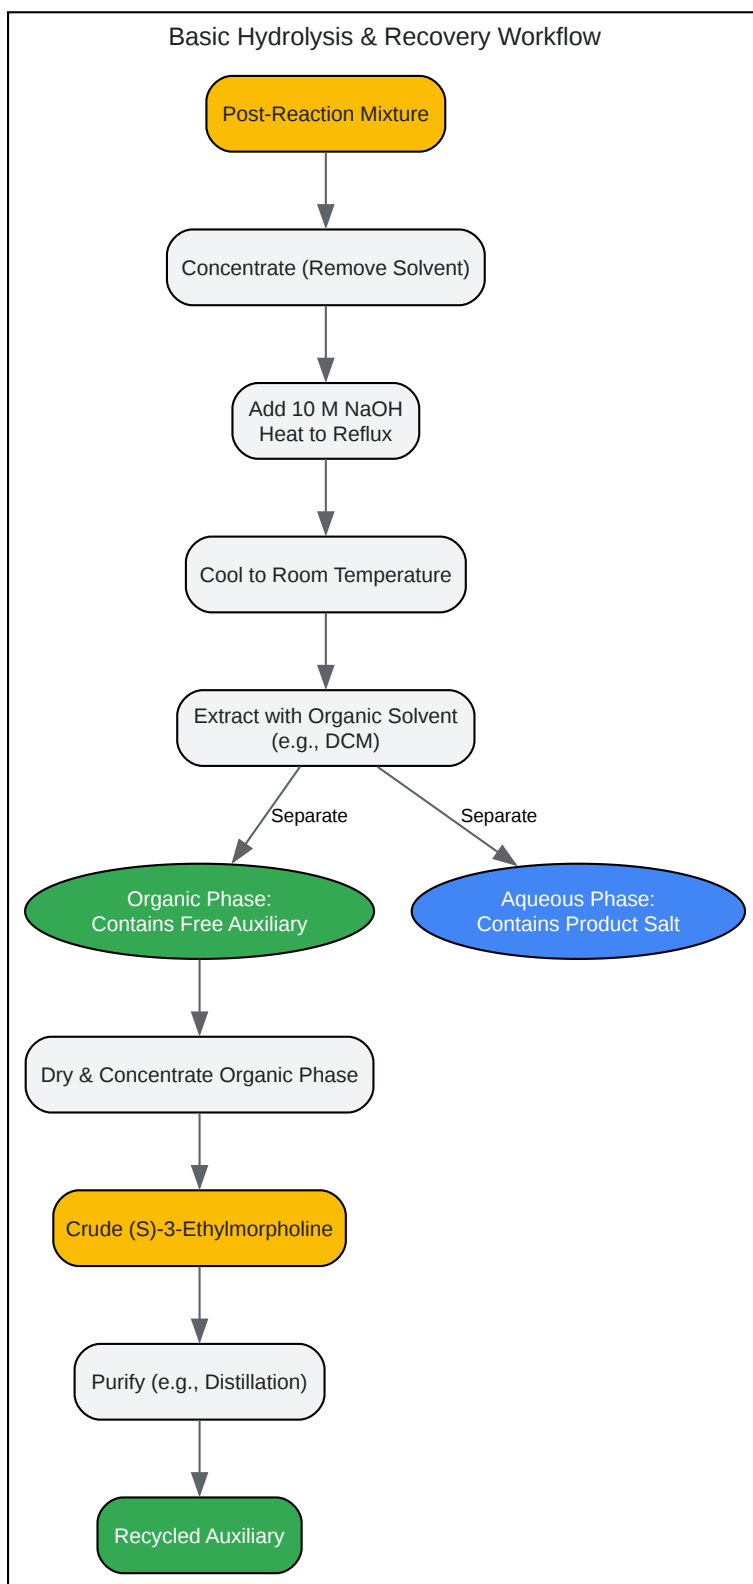 Basic Hydrolysis & Recovery Workflow
Post-Reaction Mixture
Concentrate (Remove Solvent)
Add 10 M NaOH
Heat to Reflux
Cool to Room Temperature
Extract with Organic Solvent
(e.g., DCM)
Separate
Separate
Organic Phase:
Contains Free Auxiliary
Aqueous Phase:
Contains Product Salt
Dry & Concentrate Organic Phase
Crude (S)-3-Ethylmorpholine
Purify (e.g., Distillation)
Recycled Auxiliary